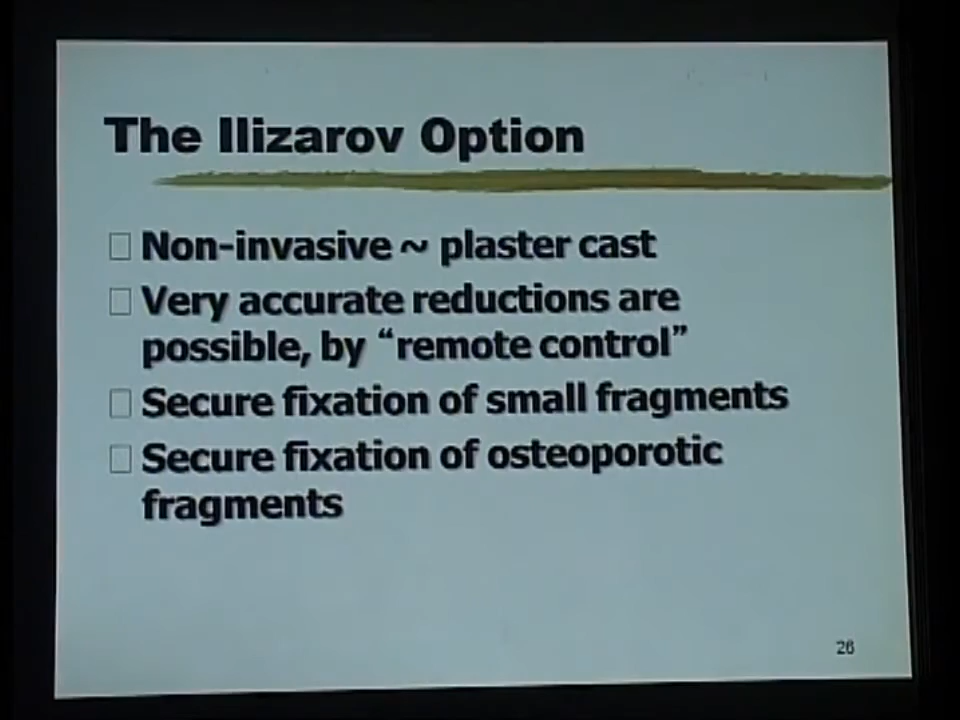 The Ilizarov Option
Non-invasive ~ plaster cast
Very accurate reductions are
possible, by “remote control”
Secure fixation of small fragments
Secure fixation of osteoporotic
fragments
26